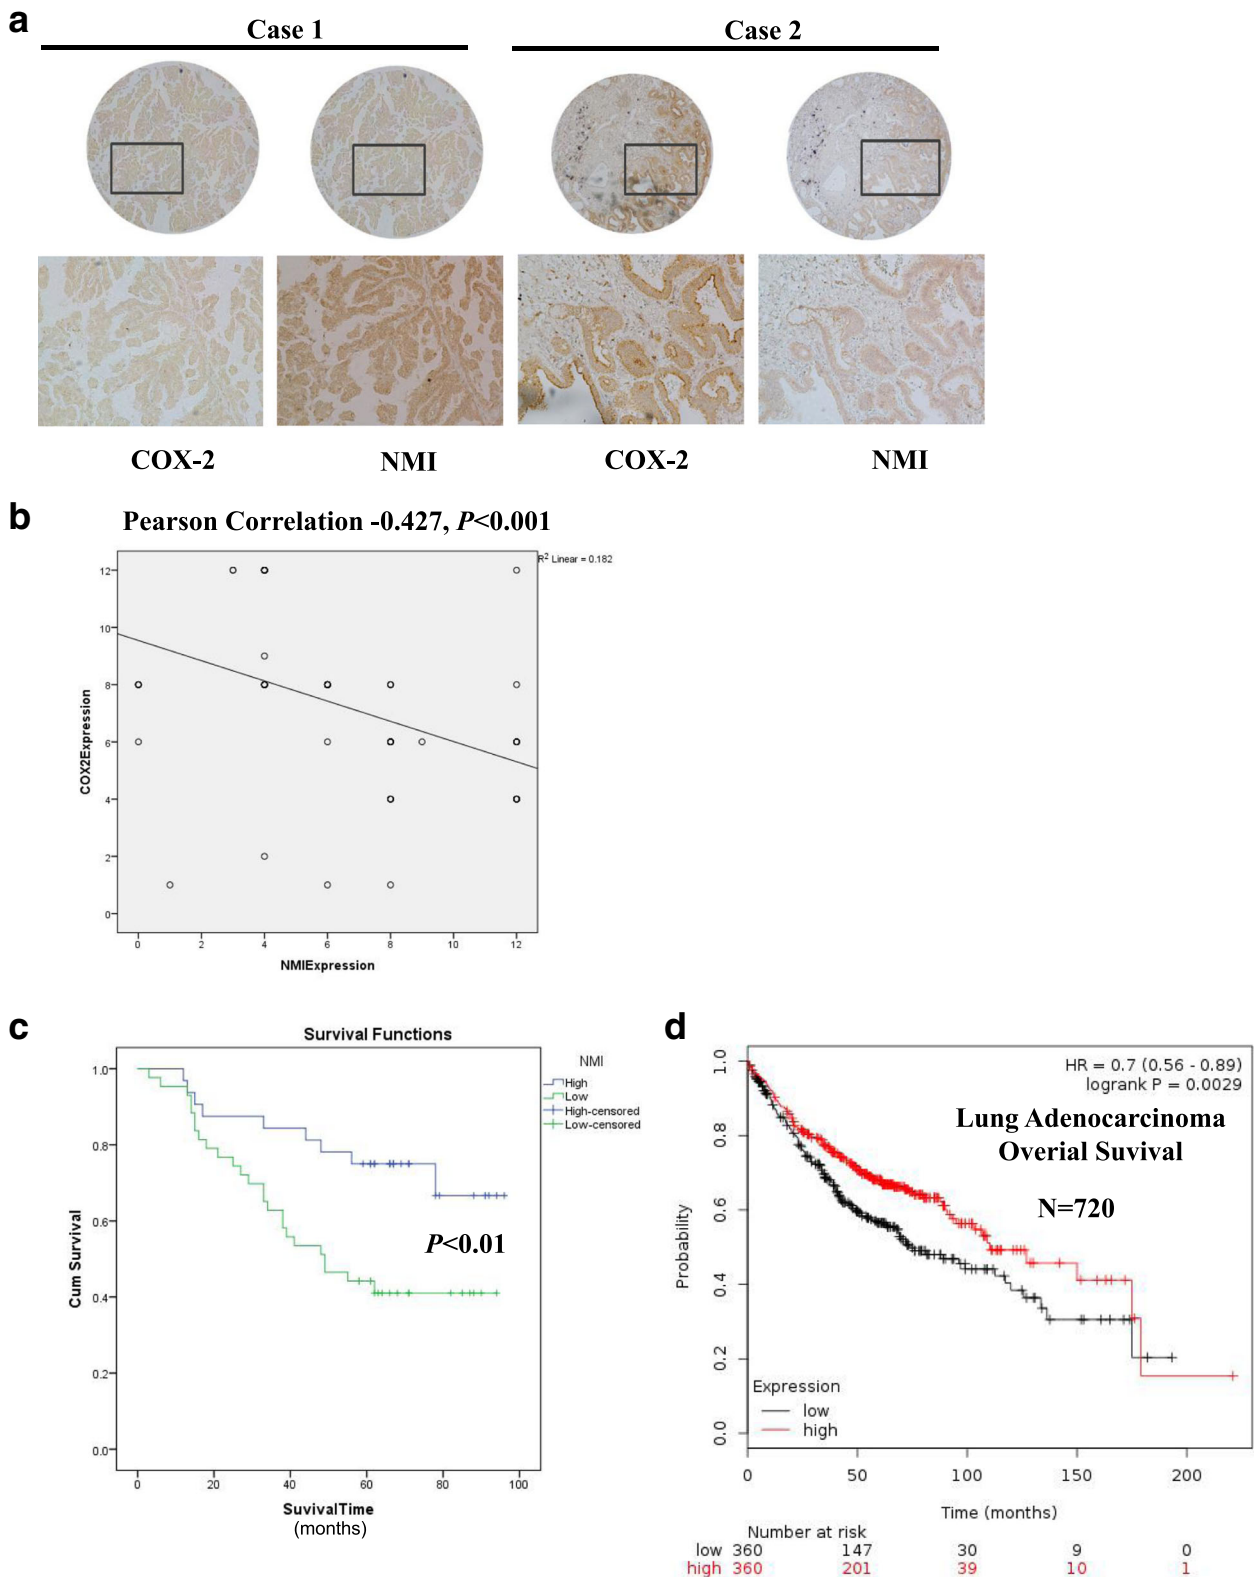 a
Case 1
Case 2
COX-2
NMI
COX-2
NMI
b
Pearson Correlation -0.427, P<0.001
R2 Linear = 0.182
12
10
8
6
4
2
0
COX2Expression
0 2 4 6 8 10 12
NMIExpression
c
Survival Functions
NMI
High
Low
High-censored
Low-censored
1.0
0.8
0.6
0.4
0.2
0.0
Cum Survival
P<0.01
0 20 40 60 80 100
SuvivalTime
(months)
d
HR = 0.7 (0.56 - 0.89)
logrank P = 0.0029
Lung Adenocarcinoma
Overial Suvival
N=720
1.0
0.8
0.6
0.4
0.2
0.0
Probability
Expression
low
high
0 50 100 150 200
Time (months)
Number at risk
low 360 147 30 9 0
high 360 201 39 10 1